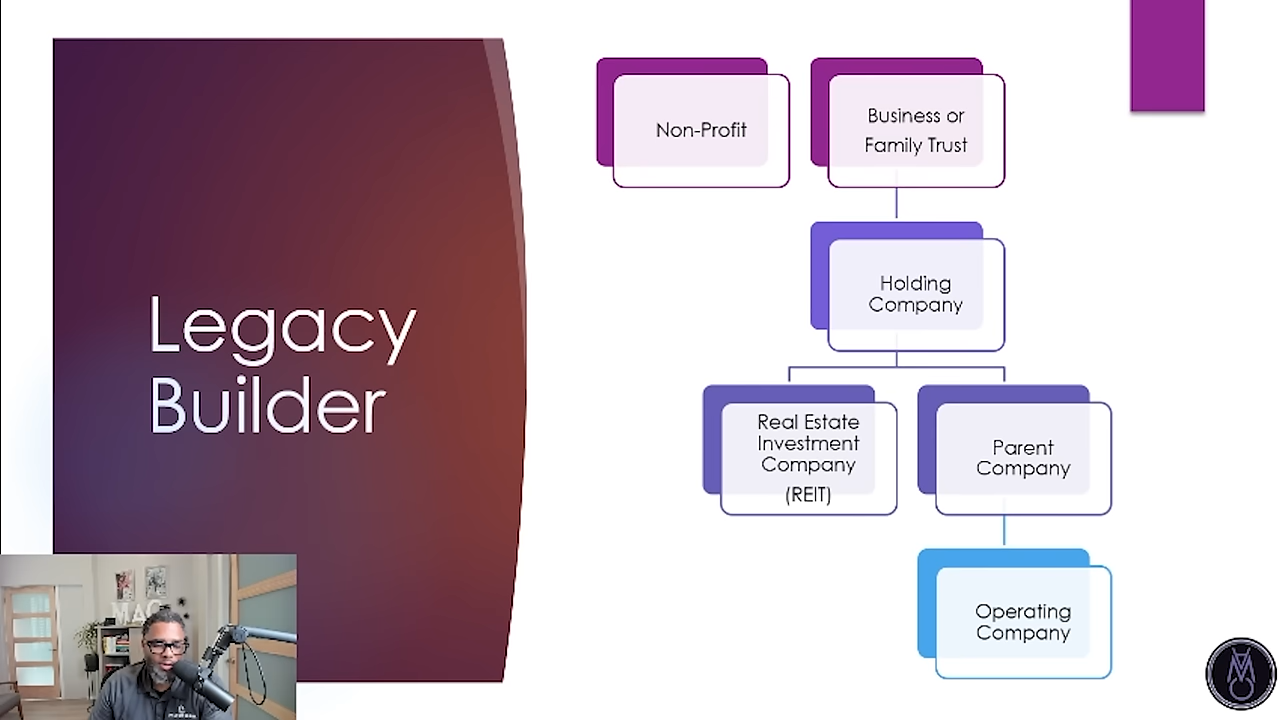 Legacy
Builder
Non-Profit
Business or
Family Trust
Holding
Company
Real Estate
Investment
Company
(REIT)
Parent
Company
Operating
Company